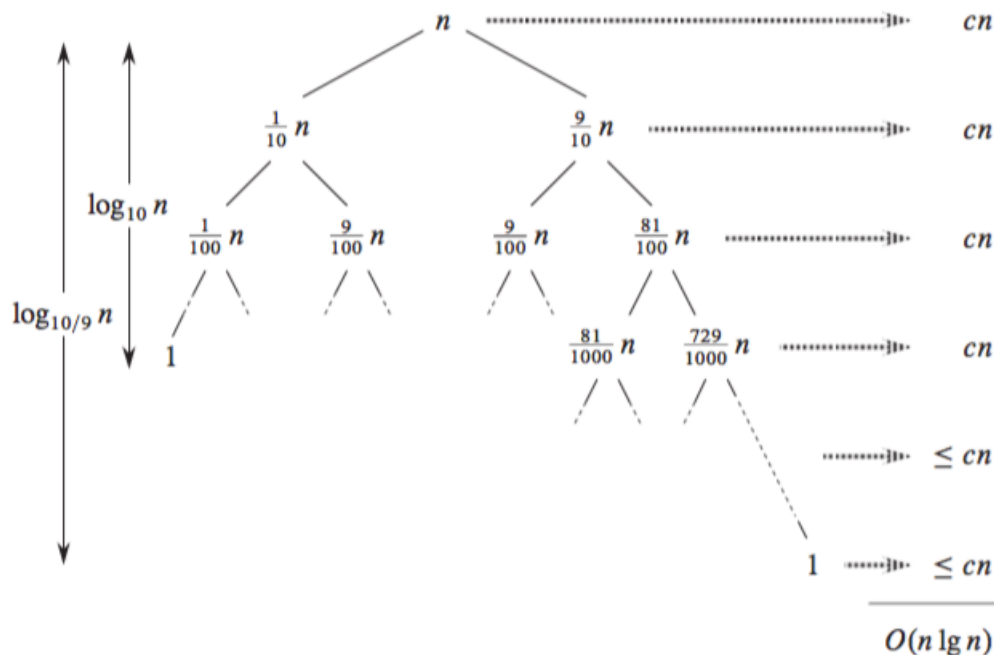 n cn
1/10 n 9/10 n cn
log₁₀ n
1/100 n 9/100 n 9/100 n 81/100 n cn
log₁₀/₉ n
1 81/1000 n 729/1000 n cn
≤ cn
1 ≤ cn
O(n lg n)